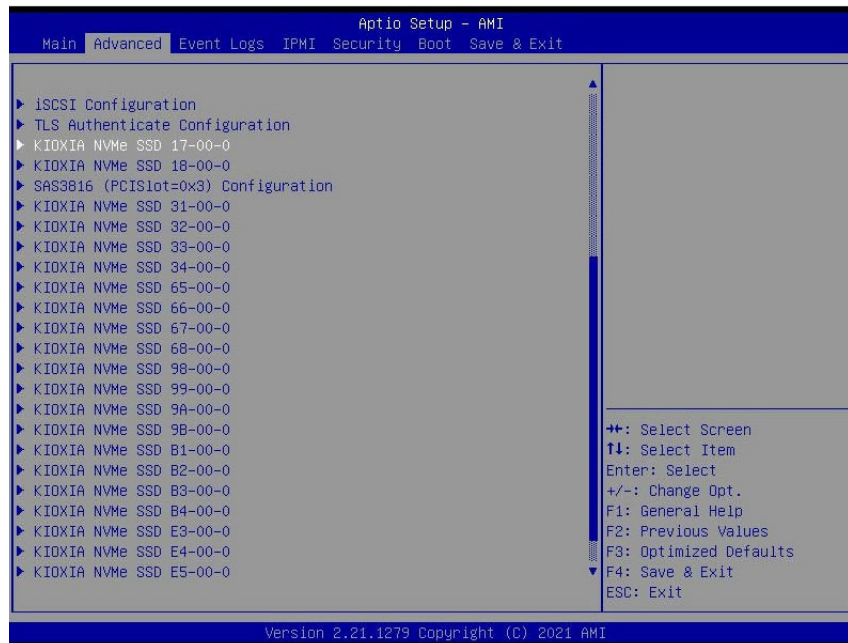 Aptio Setup – AMI
Main Advanced Event Logs IPMI Security Boot Save & Exit
iSCSI Configuration
TLS Authenticate Configuration
KIOXIA NVMe SSD 17-00-0
KIOXIA NVMe SSD 18-00-0
SAS3816 (PCISlot=0x3) Configuration
KIOXIA NVMe SSD 31-00-0
KIOXIA NVMe SSD 32-00-0
KIOXIA NVMe SSD 33-00-0
KIOXIA NVMe SSD 34-00-0
KIOXIA NVMe SSD 65-00-0
KIOXIA NVMe SSD 66-00-0
KIOXIA NVMe SSD 67-00-0
KIOXIA NVMe SSD 68-00-0
KIOXIA NVMe SSD 98-00-0
KIOXIA NVMe SSD 99-00-0
KIOXIA NVMe SSD 9A-00-0
KIOXIA NVMe SSD 9B-00-0
KIOXIA NVMe SSD B1-00-0
KIOXIA NVMe SSD B2-00-0
KIOXIA NVMe SSD B3-00-0
KIOXIA NVMe SSD B4-00-0
KIOXIA NVMe SSD E3-00-0
KIOXIA NVMe SSD E4-00-0
KIOXIA NVMe SSD E5-00-0
→←: Select Screen
↑↓: Select Item
Enter: Select
+/-: Change Opt.
F1: General Help
F2: Previous Values
F3: Optimized Defaults
F4: Save & Exit
ESC: Exit
Version 2.21.1279 Copyright (C) 2021 AMI